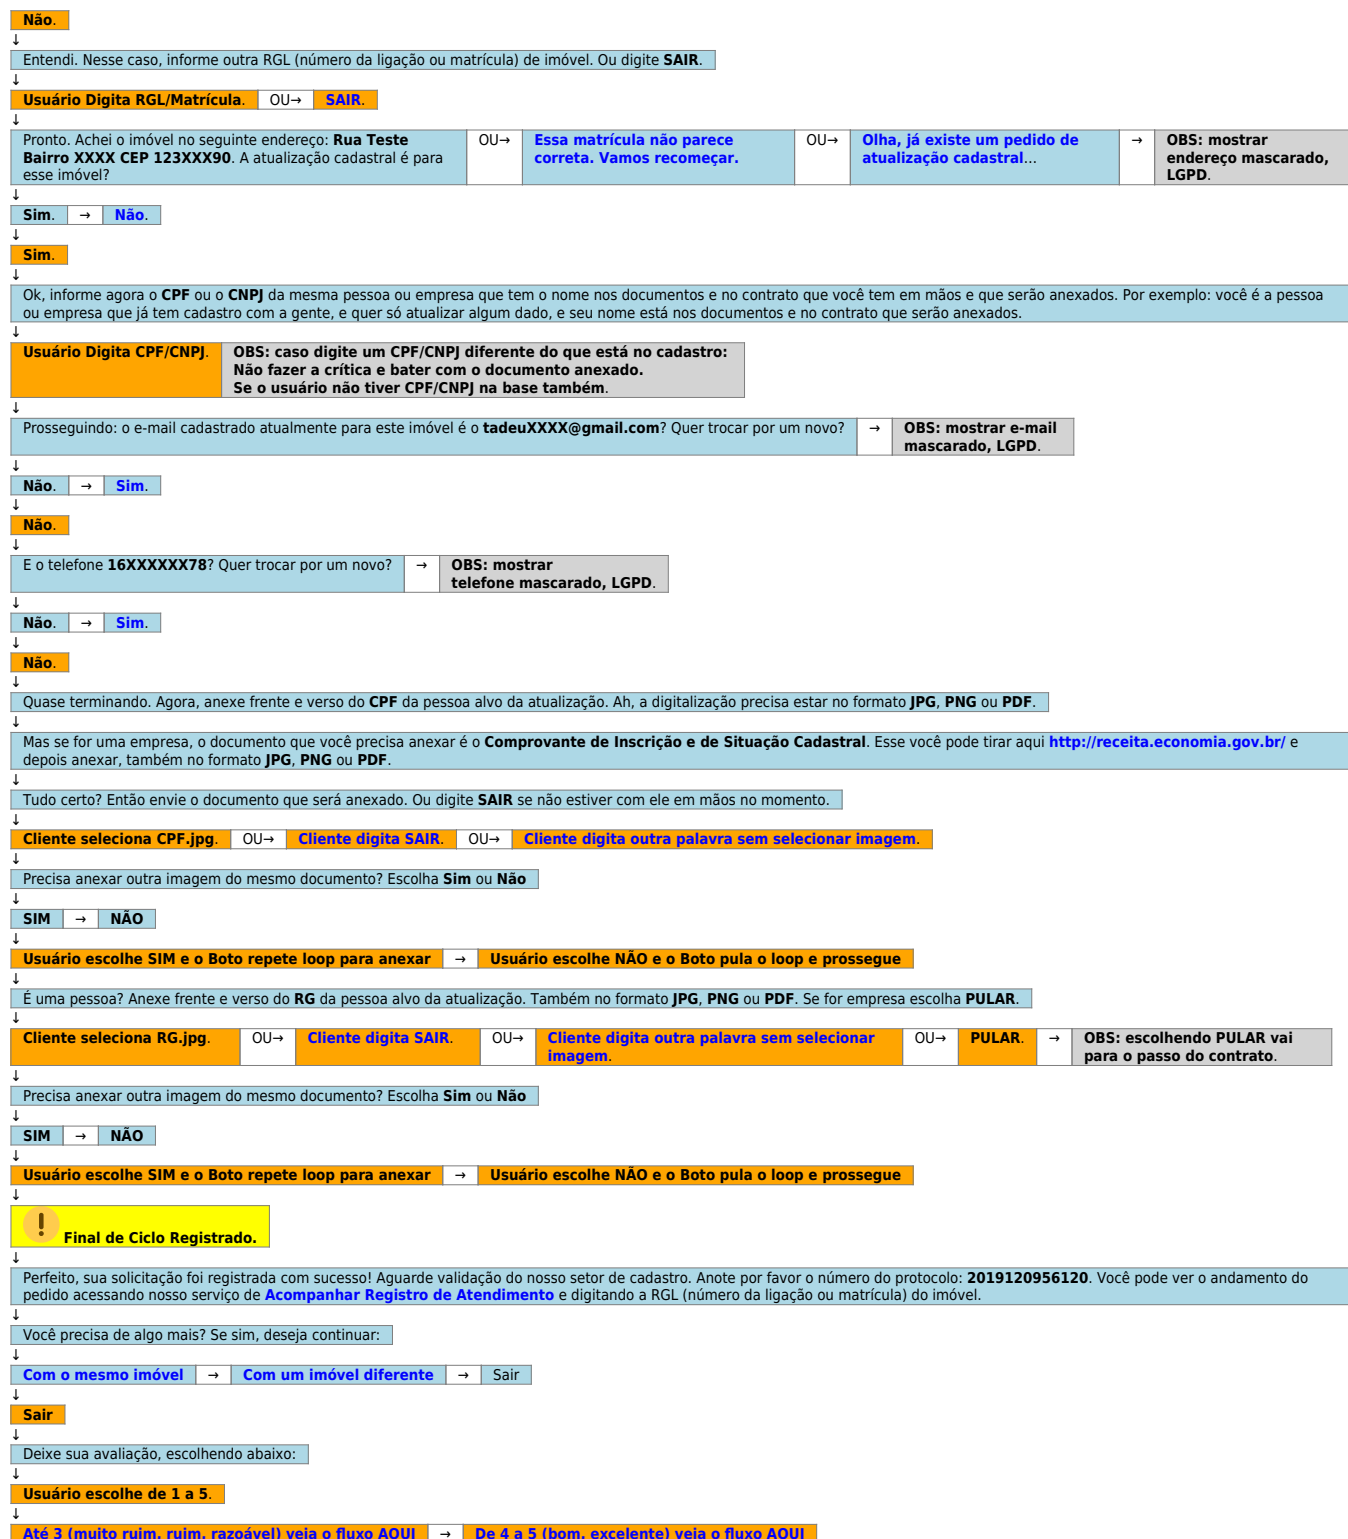 Não.
↓
Entendi. Nesse caso, informe outra RGL (número da ligação ou matrícula) de imóvel. Ou digite SAIR.
↓
Usuário Digita RGL/Matrícula. OU→ SAIR.
↓
Pronto. Achei o imóvel no seguinte endereço: Rua Teste
Bairro XXXX CEP 123XXX90. A atualização cadastral é para
esse imóvel?
OU→
Essa matrícula não parece
correta. Vamos recomeçar.
OU→
Olha, já existe um pedido de
atualização cadastral...
→
OBS: mostrar
endereço mascarado,
LGPD.
↓
Sim. → Não.
↓
Sim.
↓
Ok, informe agora o CPF ou o CNPJ da mesma pessoa ou empresa que tem o nome nos documentos e no contrato que você tem em mãos e que serão anexados. Por exemplo: você é a pessoa
ou empresa que já tem cadastro com a gente, e quer só atualizar algum dado, e seu nome está nos documentos e no contrato que serão anexados.
↓
Usuário Digita CPF/CNPJ.
OBS: caso digite um CPF/CNPJ diferente do que está no cadastro:
Não fazer a crítica e bater com o documento anexado.
Se o usuário não tiver CPF/CNPJ na base também.
↓
Prosseguindo: o e-mail cadastrado atualmente para este imóvel é o tadeuXXXX@gmail.com? Quer trocar por um novo?
→
OBS: mostrar e-mail
mascarado, LGPD.
↓
Não. → Sim.
↓
Não.
↓
E o telefone 16XXXXXX78? Quer trocar por um novo?
→
OBS: mostrar
telefone mascarado, LGPD.
↓
Não. → Sim.
↓
Não.
↓
Quase terminando. Agora, anexe frente e verso do CPF da pessoa alvo da atualização. Ah, a digitalização precisa estar no formato JPG, PNG ou PDF.
↓
Mas se for uma empresa, o documento que você precisa anexar é o Comprovante de Inscrição e de Situação Cadastral. Esse você pode tirar aqui http://receita.economia.gov.br/ e
depois anexar, também no formato JPG, PNG ou PDF.
↓
Tudo certo? Então envie o documento que será anexado. Ou digite SAIR se não estiver com ele em mãos no momento.
↓
Cliente seleciona CPF.jpg. OU→ Cliente digita SAIR. OU→ Cliente digita outra palavra sem selecionar imagem.
↓
Precisa anexar outra imagem do mesmo documento? Escolha Sim ou Não
↓
SIM → NÃO
↓
Usuário escolhe SIM e o Boto repete loop para anexar → Usuário escolhe NÃO e o Boto pula o loop e prossegue
↓
É uma pessoa? Anexe frente e verso do RG da pessoa alvo da atualização. Também no formato JPG, PNG ou PDF. Se for empresa escolha PULAR.
↓
Cliente seleciona RG.jpg.
OU→
Cliente digita SAIR.
OU→
Cliente digita outra palavra sem selecionar
imagem.
OU→
PULAR.
→
OBS: escolhendo PULAR vai
para o passo do contrato.
↓
Precisa anexar outra imagem do mesmo documento? Escolha Sim ou Não
↓
SIM → NÃO
↓
Usuário escolhe SIM e o Boto repete loop para anexar → Usuário escolhe NÃO e o Boto pula o loop e prossegue
↓
! Final de Ciclo Registrado.
↓
Perfeito, sua solicitação foi registrada com sucesso! Aguarde validação do nosso setor de cadastro. Anote por favor o número do protocolo: 2019120956120. Você pode ver o andamento do
pedido acessando nosso serviço de Acompanhar Registro de Atendimento e digitando a RGL (número da ligação ou matrícula) do imóvel.
↓
Você precisa de algo mais? Se sim, deseja continuar:
↓
Com o mesmo imóvel → Com um imóvel diferente → Sair
↓
Sair
↓
Deixe sua avaliação, escolhendo abaixo:
↓
Usuário escolhe de 1 a 5.
↓
Até 3 (muito ruim, ruim, razoável) veja o fluxo AQUI → De 4 a 5 (bom, excelente) veja o fluxo AQUI